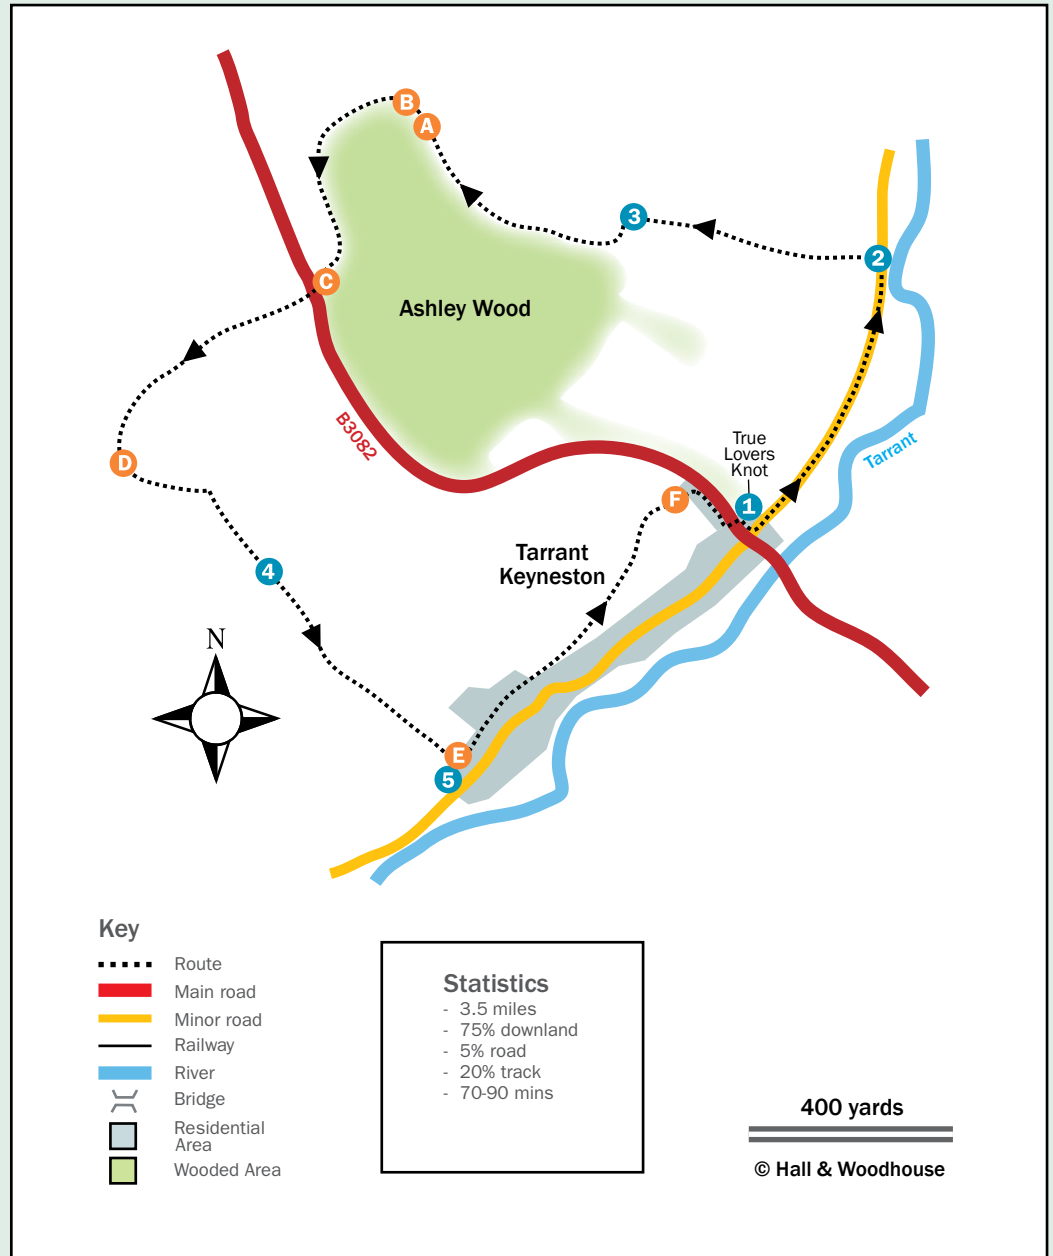 B
A
3
2
C
Ashley Wood
B3082
Tarrant
True
Lovers
Knot
D
F
1
Tarrant
Keyneston
4
N
E
5
Key
Route
Main road
Minor road
Railway
River
Bridge
Residential
Area
Wooded Area
Statistics
- 3.5 miles
- 75% downland
- 5% road
- 20% track
- 70-90 mins
400 yards
© Hall & Woodhouse